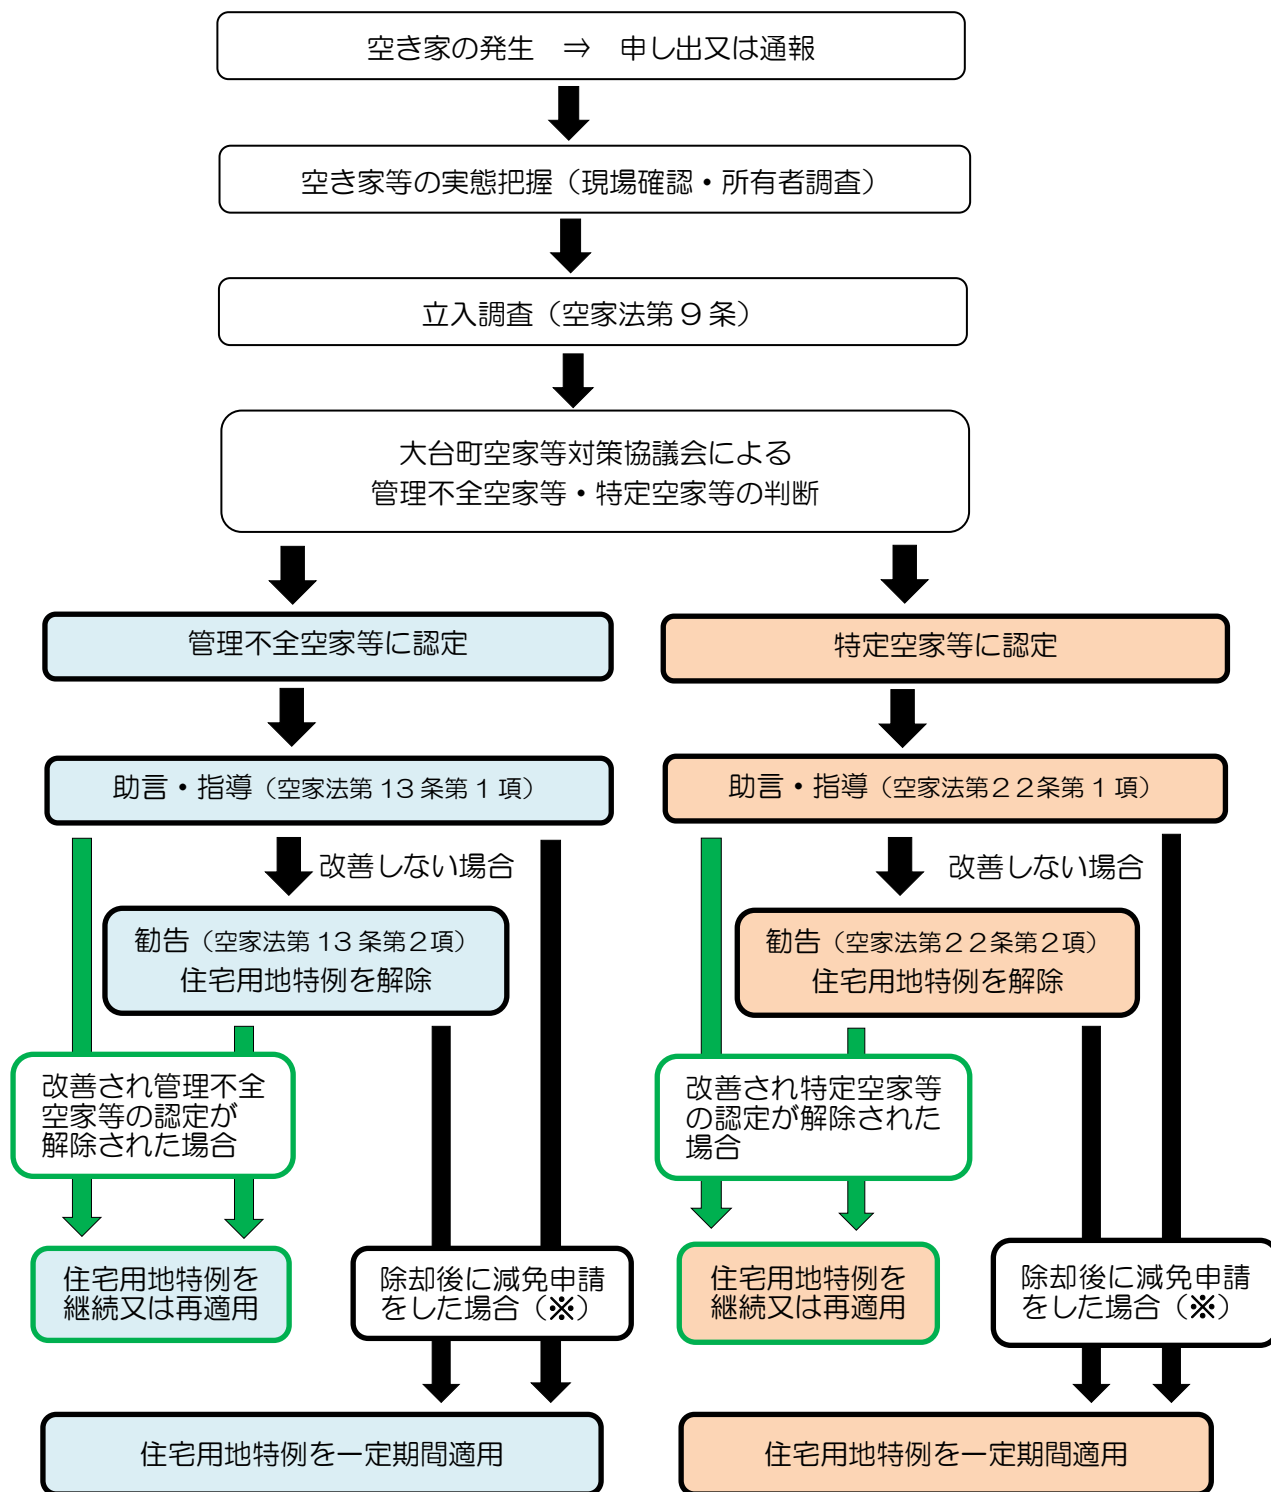 空き家の発生　⇒　申し出又は通報
空き家等の実態把握（現場確認・所有者調査）
立入調査（空家法第９条）
大台町空家等対策協議会による
管理不全空家等・特定空家等の判断
管理不全空家等に認定
助言・指導（空家法第 13 条第 1 項）
改善しない場合
勧告（空家法第 13 条第２項）
住宅用地特例を解除
改善され管理不全
空家等の認定が
解除された場合
住宅用地特例を
継続又は再適用
除却後に減免申請
をした場合（※）
住宅用地特例を一定期間適用
特定空家等に認定
助言・指導（空家法第２２条第 1 項）
改善しない場合
勧告（空家法第２２条第２項）
住宅用地特例を解除
改善され特定空家等
の認定が解除された
場合
住宅用地特例を
継続又は再適用
除却後に減免申請
をした場合（※）
住宅用地特例を一定期間適用